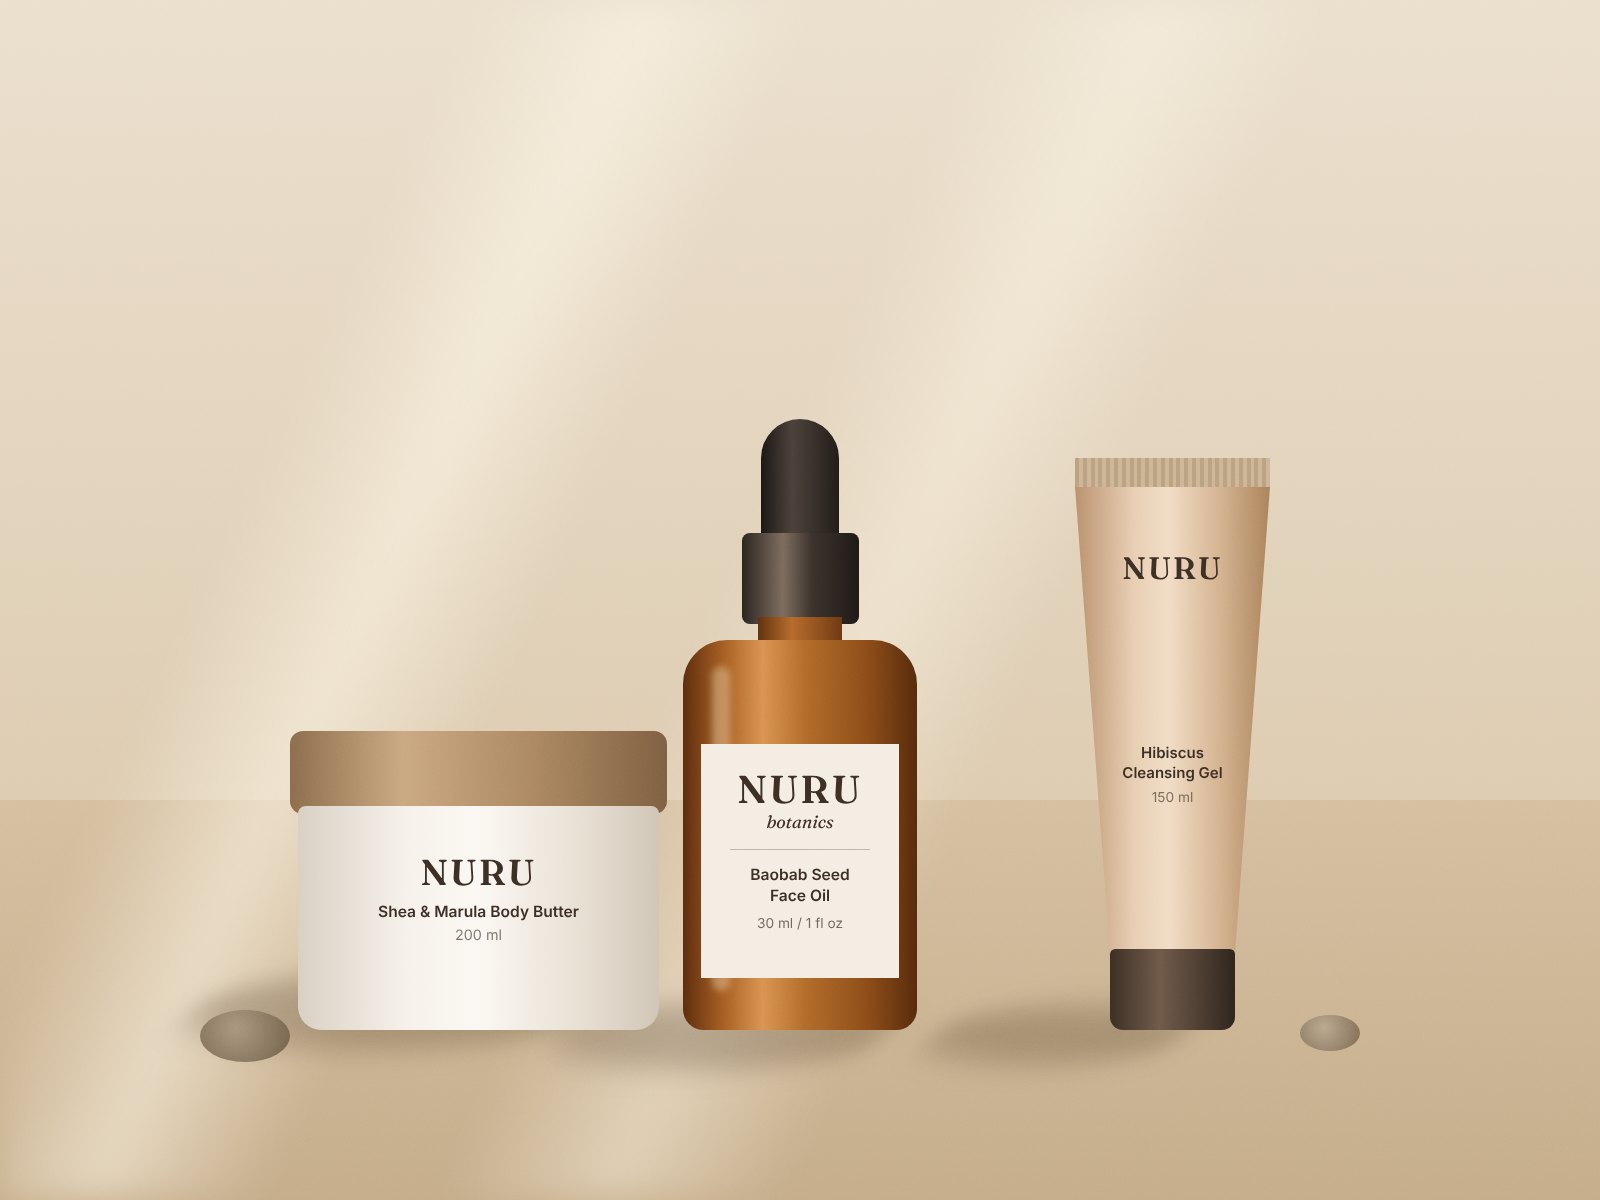 NURU
Shea & Marula Body Butter
200 ml
NURU
botanics
Baobab Seed
Face Oil
30 ml / 1 fl oz
NURU
Hibiscus
Cleansing Gel
150 ml